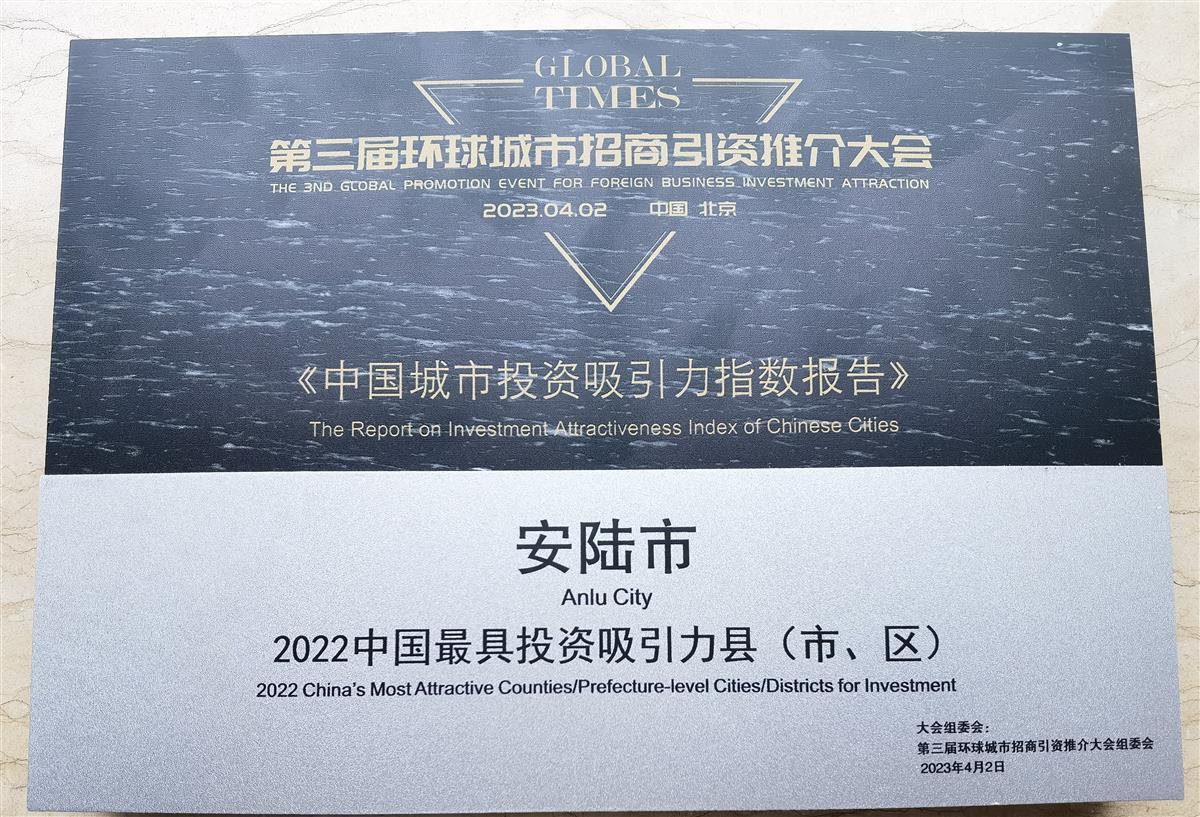 GLOBAL
TIMES
第三届环球城市招商引资推介大会
THE 3ND GLOBAL PROMOTION EVENT FOR FOREIGN BUSINESS INVESTMENT ATTRACTION
2023.04.02 中国 北京
《中国城市投资吸引力指数报告》
The Report on Investment Attractiveness Index of Chinese Cities
安陆市
Anlu City
2022中国最具投资吸引力县（市、区）
2022 China's Most Attractive Counties/Prefecture-level Cities/Districts for Investment
大会组委会：
第三届环球城市招商引资推介大会组委会
2023年4月2日